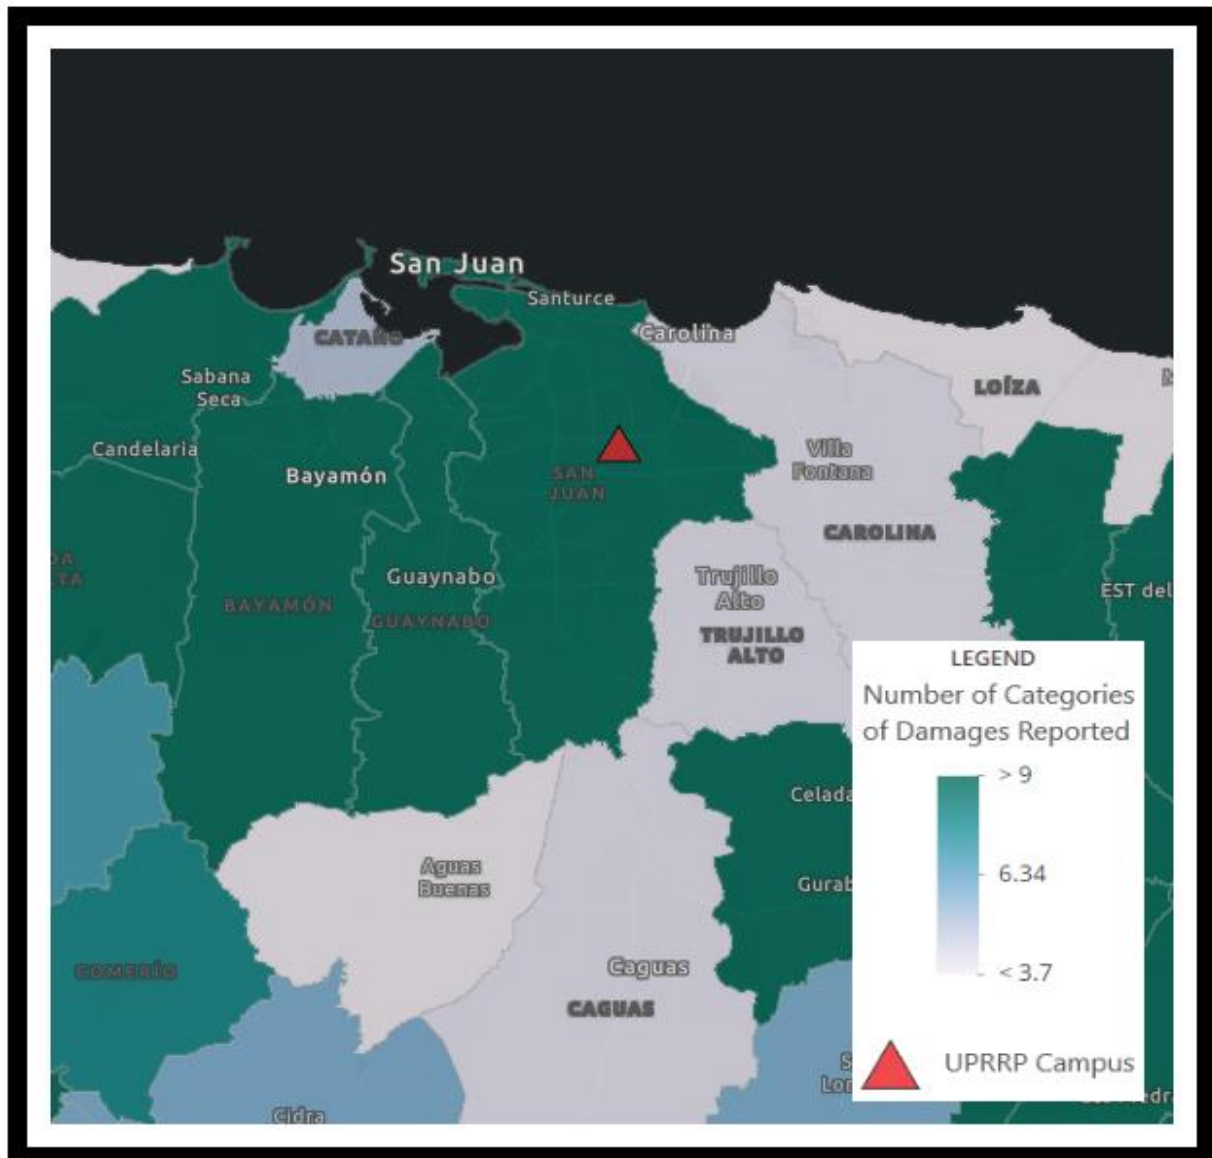 San Juan
Santurce
CATAÑO
Carolina
Sabana
Seca
LOÍZA
Candelaria
Bayamón
Villa
Fontana
SAN
JUAN
CAROLINA
Guaynabo
Trujillo
Alto
EST del
BAYAMÓN
GUAYNABO
TRUJILLO
ALTO
LEGEND
Number of Categories
of Damages Reported
> 9
6.34
< 3.7
UPRRP Campus
Celada
Gurab
Aguas
Buenas
Caguas
CAGUAS
COMERÍO
Cidra